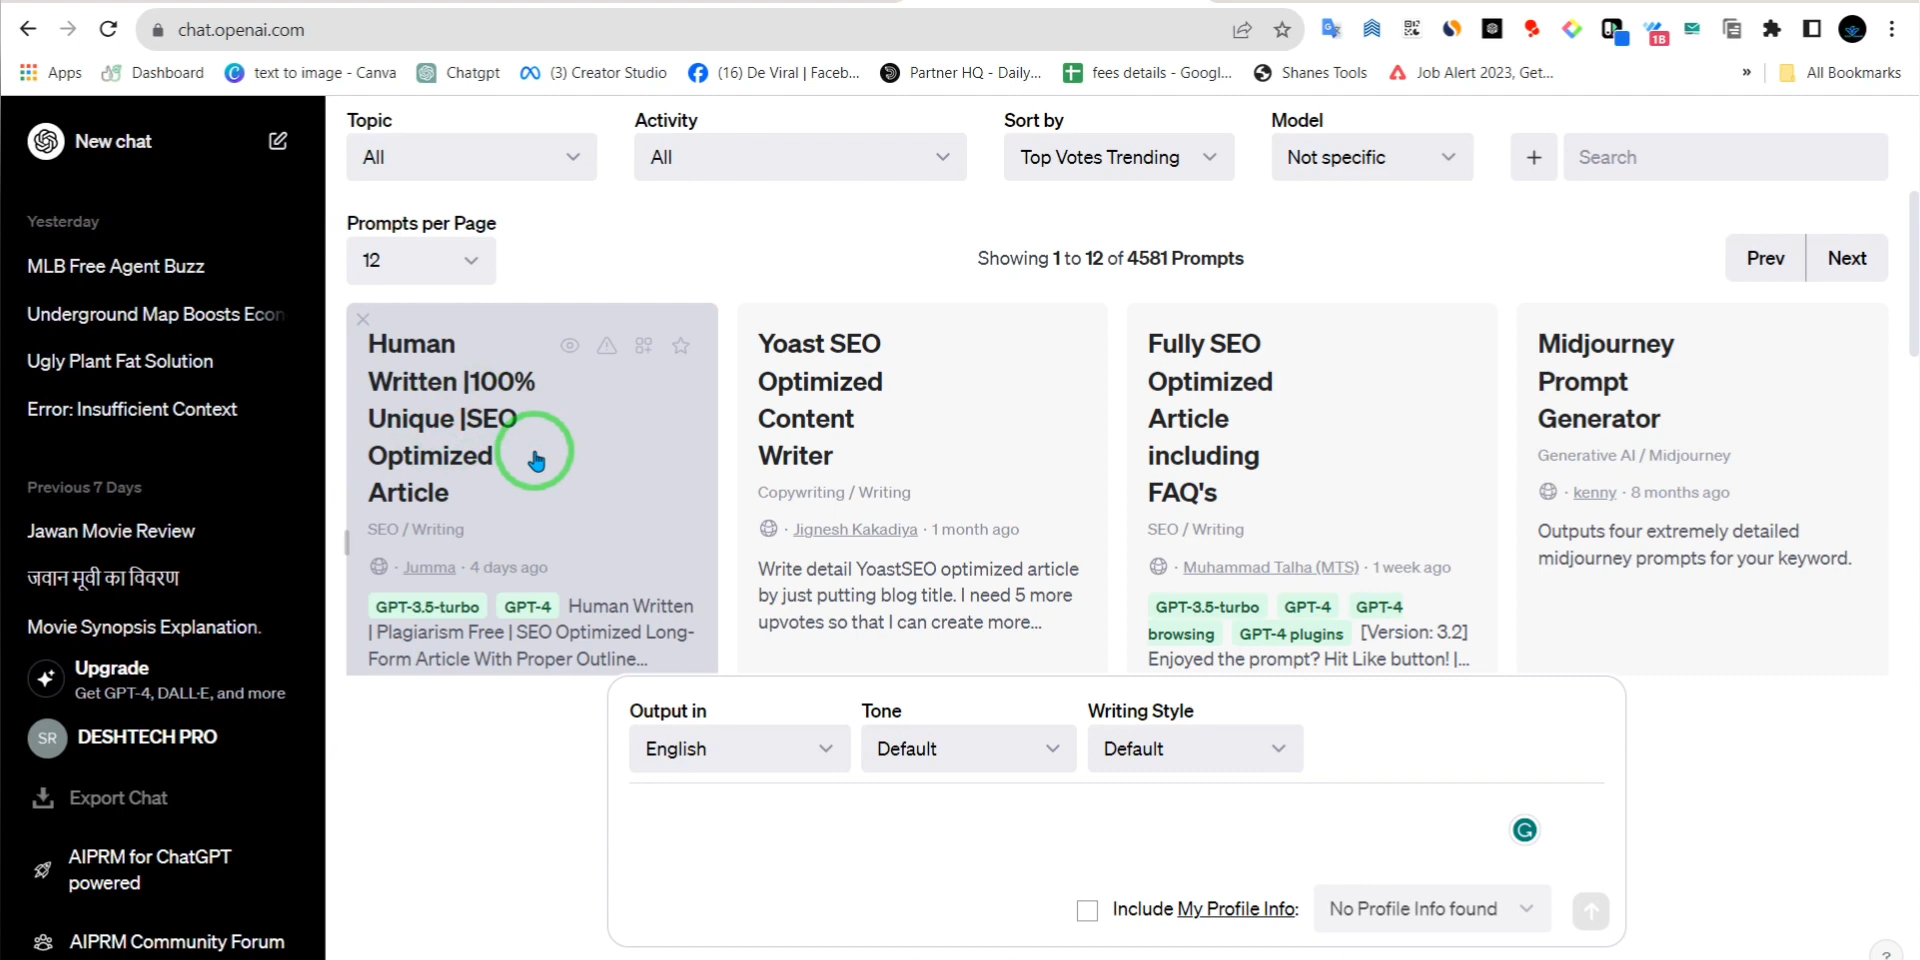 chat.openai.com
18
Apps Dashboard text to image - Canva Chatgpt (3) Creator Studio (16) De Viral | Faceb... Partner HQ - Daily... fees details - Googl... Shanes Tools Job Alert 2023, Get... » All Bookmarks
New chat
Yesterday
MLB Free Agent Buzz
Underground Map Boosts Econ
Ugly Plant Fat Solution
Error: Insufficient Context
Previous 7 Days
Jawan Movie Review
जवान मूवी का विवरण
Movie Synopsis Explanation.
Upgrade
Get GPT-4, DALL·E, and more
SR DESHTECH PRO
Export Chat
AIPRM for ChatGPT
powered
AIPRM Community Forum
Topic Activity Sort by Model
All All Top Votes Trending Not specific + Search
Prompts per Page
12 Showing 1 to 12 of 4581 Prompts Prev Next
Human
Written |100%
Unique |SEO
Optimized
Article
SEO / Writing
· Jumma · 4 days ago
GPT-3.5-turbo GPT-4 Human Written
| Plagiarism Free | SEO Optimized Long-
Form Article With Proper Outline...
Yoast SEO
Optimized
Content
Writer
Copywriting / Writing
· Jignesh Kakadiya · 1 month ago
Write detail YoastSEO optimized article
by just putting blog title. I need 5 more
upvotes so that I can create more...
Fully SEO
Optimized
Article
including
FAQ's
SEO / Writing
· Muhammad Talha (MTS) · 1 week ago
GPT-3.5-turbo GPT-4 GPT-4
browsing GPT-4 plugins [Version: 3.2]
Enjoyed the prompt? Hit Like button! |...
Midjourney
Prompt
Generator
Generative AI / Midjourney
· kenny · 8 months ago
Outputs four extremely detailed
midjourney prompts for your keyword.
Output in Tone Writing Style
English Default Default
Include My Profile Info: No Profile Info found
?